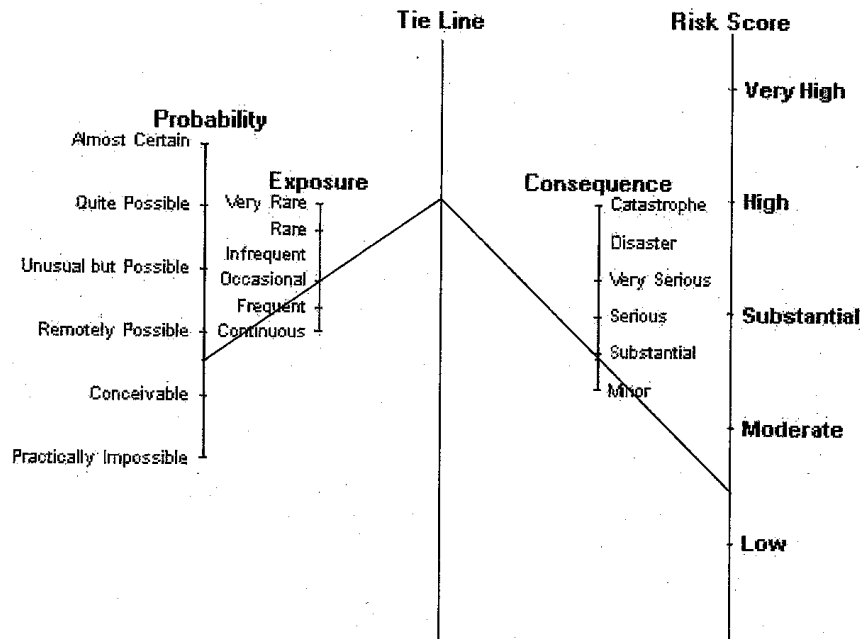 Tie Line
Risk Score
Very High
High
Substantial
Moderate
Low
Probability
Almost Certain
Quite Possible
Unusual but Possible
Remotely Possible
Conceivable
Practically Impossible
Exposure
Very Rare
Rare
Infrequent
Occasional
Frequent
Continuous
Consequence
Catastrophe
Disaster
Very Serious
Serious
Substantial
Minor